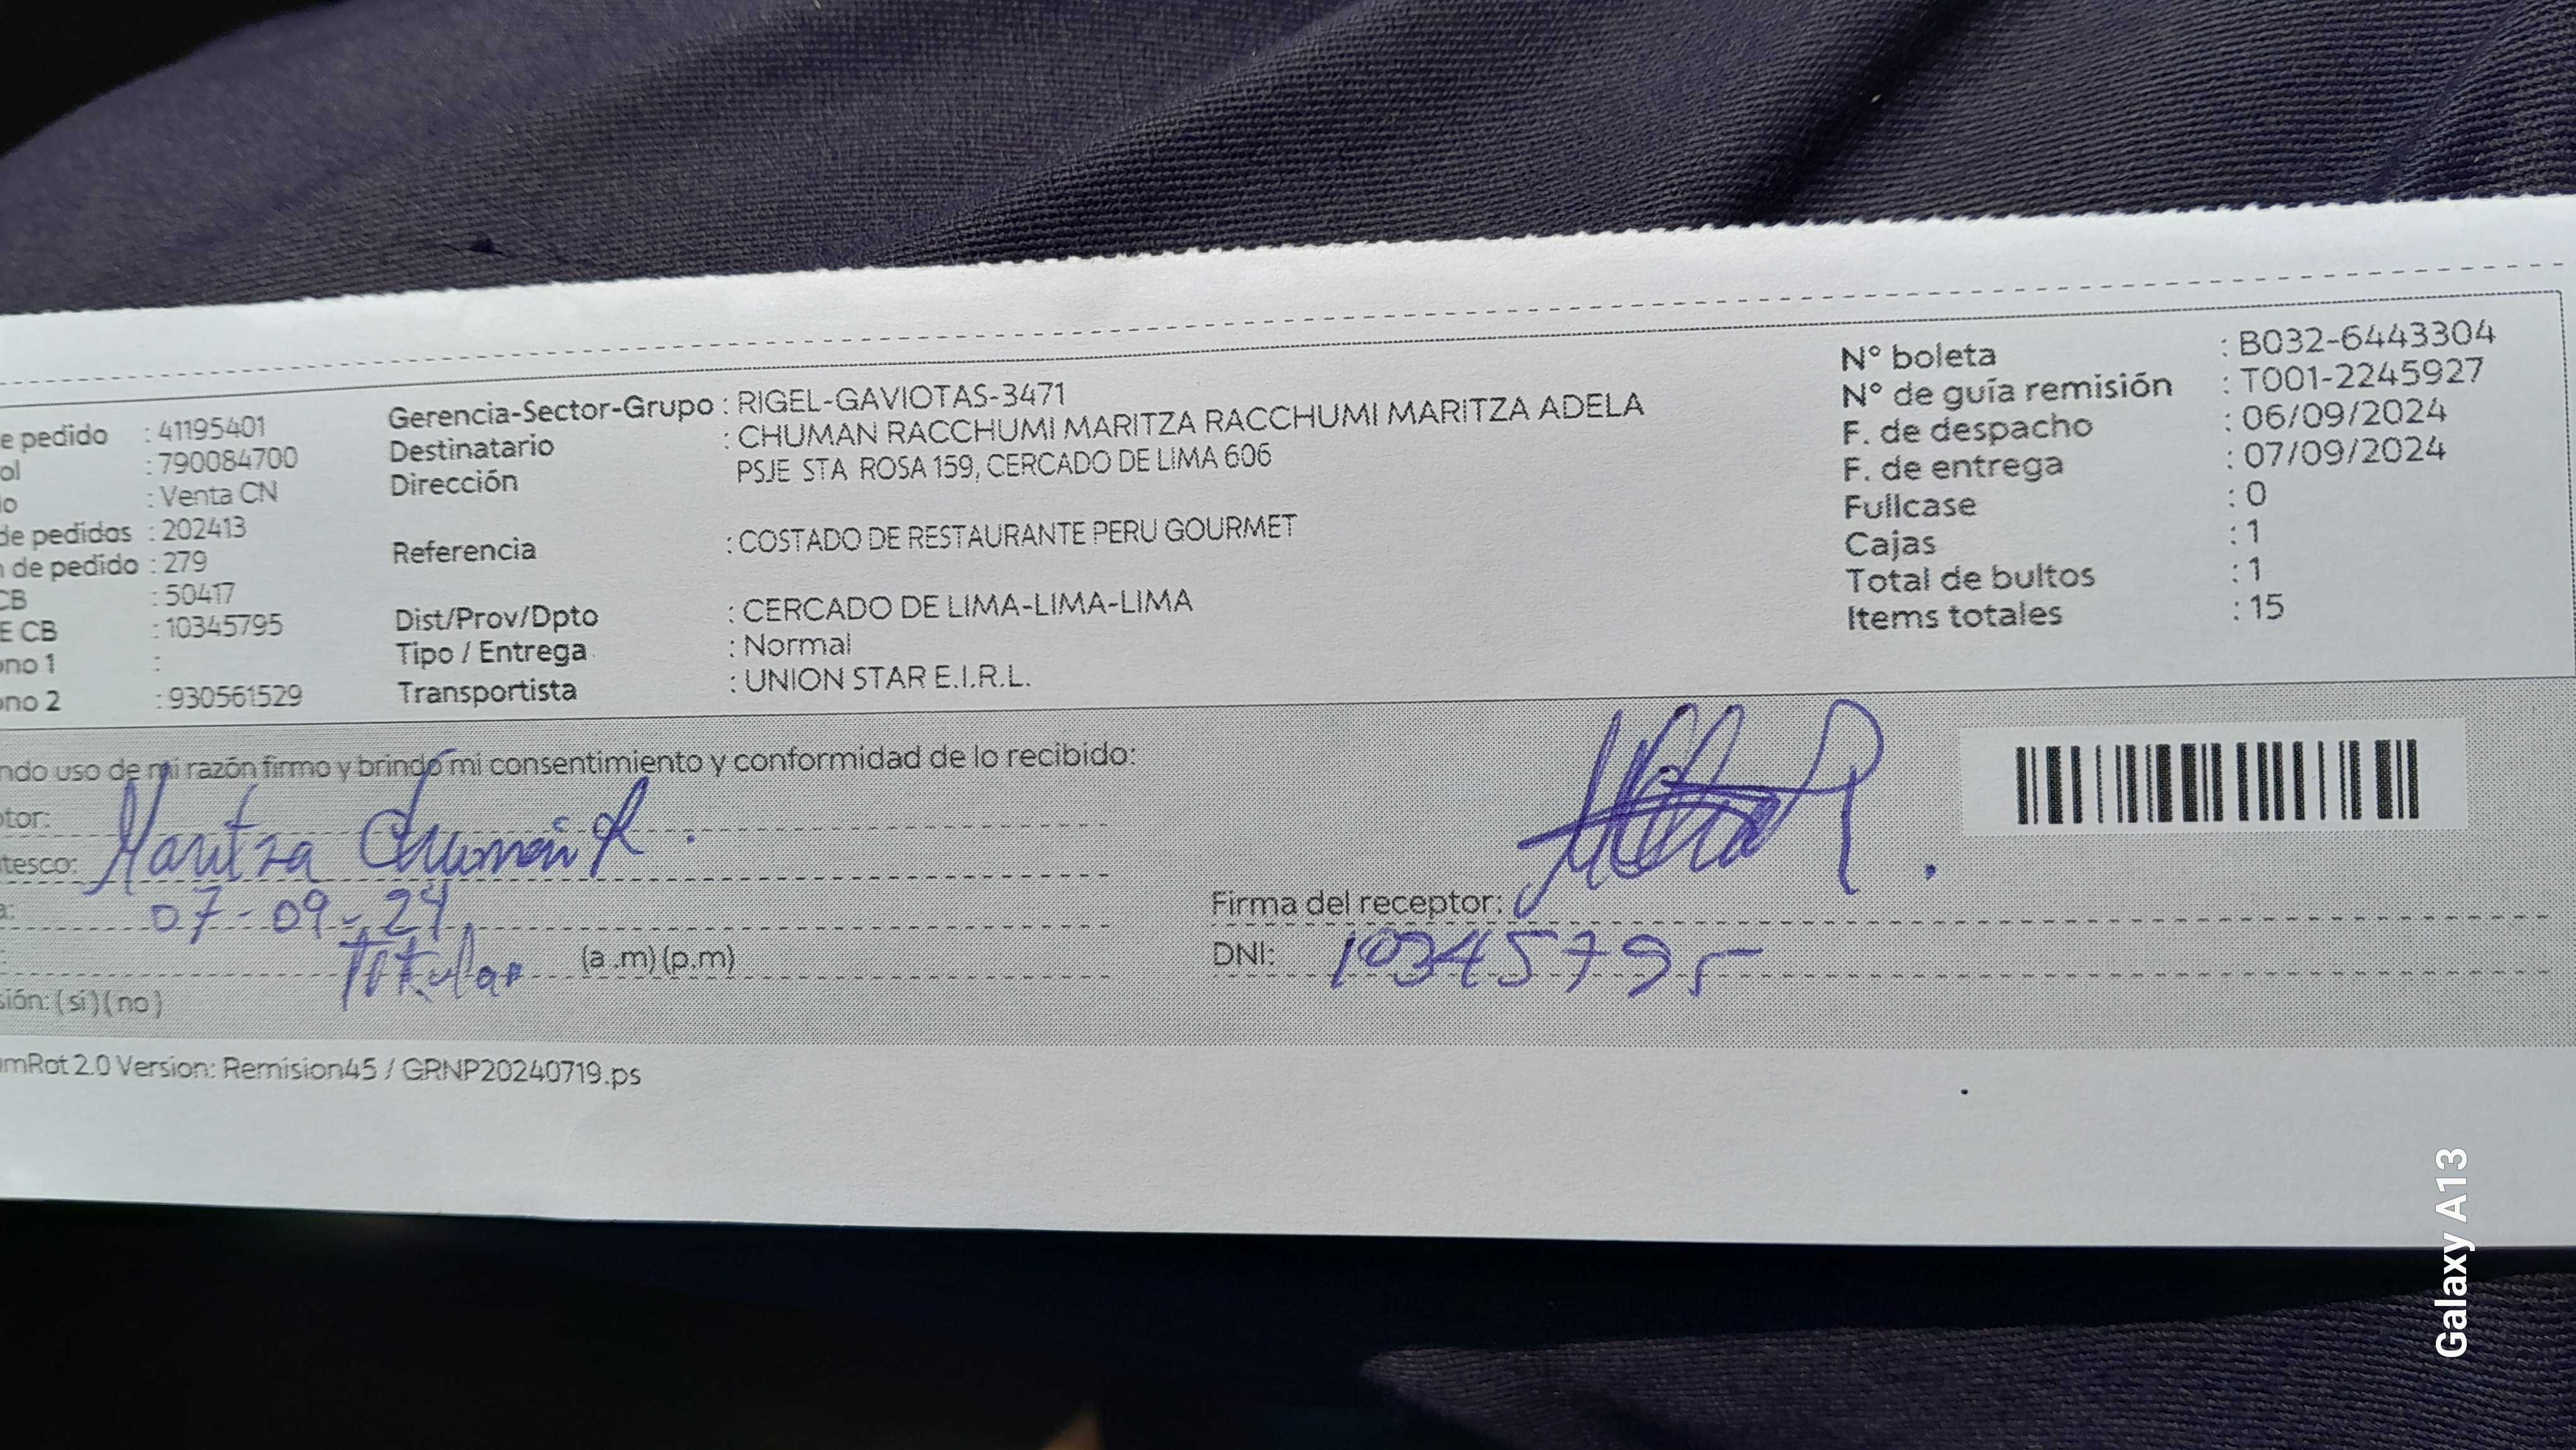 e pedido : 41195401
ol : 790084700
lo : Venta CN
de pedidos : 202413
n de pedido : 279
CB : 50417
E CB : 10345795
ono 1 :
ono 2 : 930561529
Gerencia-Sector-Grupo : RIGEL-GAVIOTAS-3471
Destinatario : CHUMAN RACCHUMI MARITZA RACCHUMI MARITZA ADELA
Dirección PSJE STA ROSA 159, CERCADO DE LIMA 606
Referencia : COSTADO DE RESTAURANTE PERU GOURMET
Dist/Prov/Dpto : CERCADO DE LIMA-LIMA-LIMA
Tipo / Entrega : Normal
Transportista : UNION STAR E.I.R.L.
N° boleta : B032-6443304
N° de guía remisión : T001-2245927
F. de despacho : 06/09/2024
F. de entrega : 07/09/2024
Fullcase : 0
Cajas : 1
Total de bultos : 1
Items totales : 15
ndo uso de mi razón firmo y brindo mi consentimiento y conformidad de lo recibido:
tor:
tesco: Maritza Chuman R.
a: 07-09-24
: Titular (a .m) (p.m)
sión: (si) (no)
Firma del receptor:
DNI: 10345795
mRot 2.0 Version: Remision45 / GRNP20240719.ps
Galaxy A13